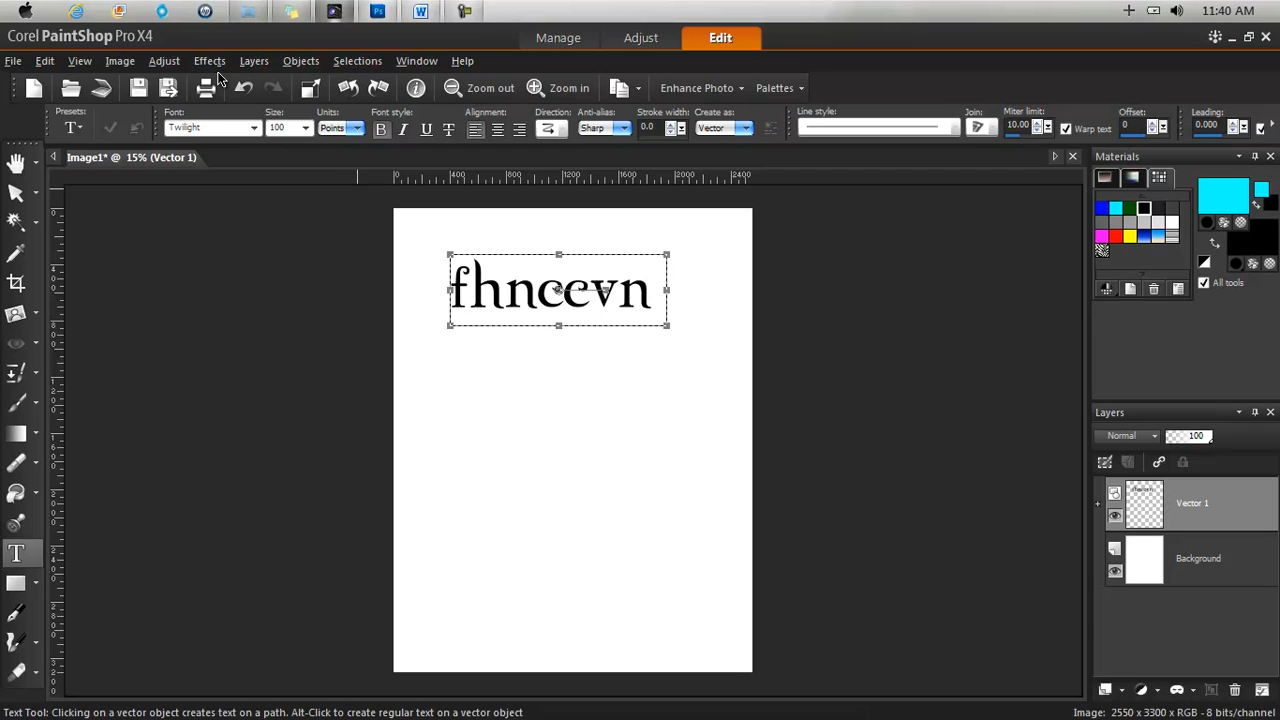 11:40 AM
Corel PaintShop Pro X4
Manage
Adjust
Edit
File
Edit
View
Image
Adjust
Effects
Layers
Objects
Selections
Window
Help
Zoom out
Zoom in
Enhance Photo
Palettes
Presets:
Font:
Size:
Units:
Font style:
Alignment:
Direction:
Anti-alias:
Stroke width:
Create as:
Line style:
Join:
Miter limit:
Offset:
Leading:
Twilight
100
Points
Sharp
0.0
Vector
10.00
Warp text
0
0.000
Image1* @ 15% (Vector 1)
Materials
0
400
800
1200
1600
2000
2400
All tools
fhncevn
Layers
Normal
100
Vector 1
Background
Text Tool: Clicking on a vector object creates text on a path. Alt-Click to create regular text on a vector object
Image: 2550 x 3300 x RGB - 8 bits/channel